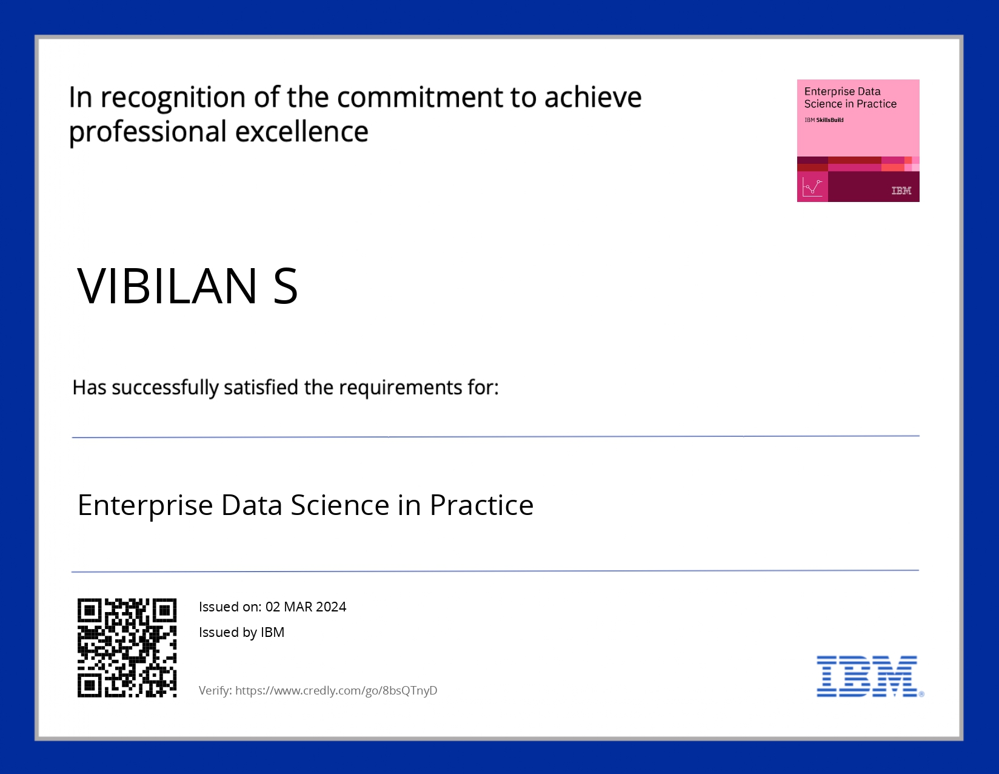 In recognition of the commitment to achieve
professional excellence
Enterprise Data
Science in Practice
IBM SkillsBuild
IBM
VIBILAN S
Has successfully satisfied the requirements for:
Enterprise Data Science in Practice
Issued on: 02 MAR 2024
Issued by IBM
Verify: https://www.credly.com/go/8bsQTnyD
IBM®